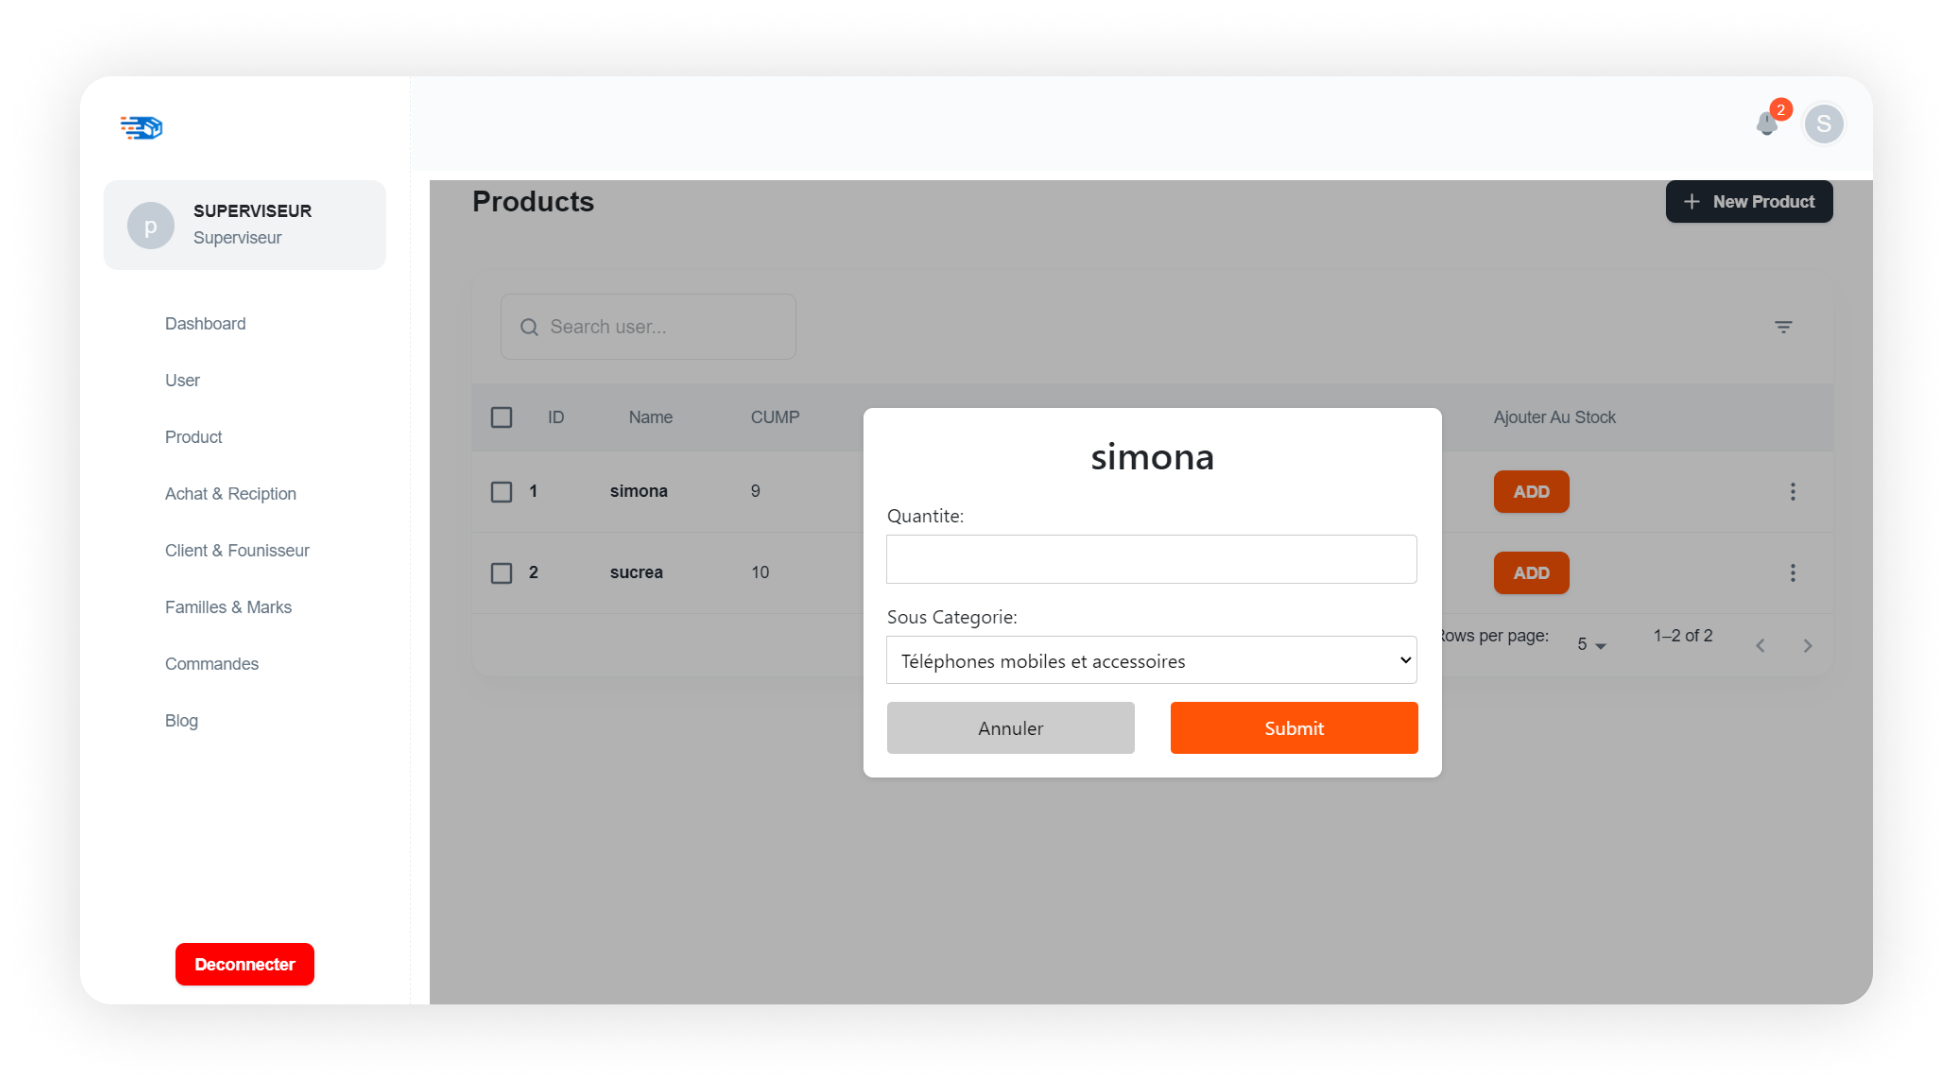 2
S
p
SUPERVISEUR
Superviseur
Dashboard
User
Product
Achat & Reciption
Client & Founisseur
Familles & Marks
Commandes
Blog
Deconnecter
Products
New Product
Search user...
ID Name CUMP Ajouter Au Stock
1 simona 9 ADD
2 sucrea 10 ADD
per page: 5 1–2 of 2
simona
Quantite:
Sous Categorie:
Téléphones mobiles et accessoires
Annuler Submit